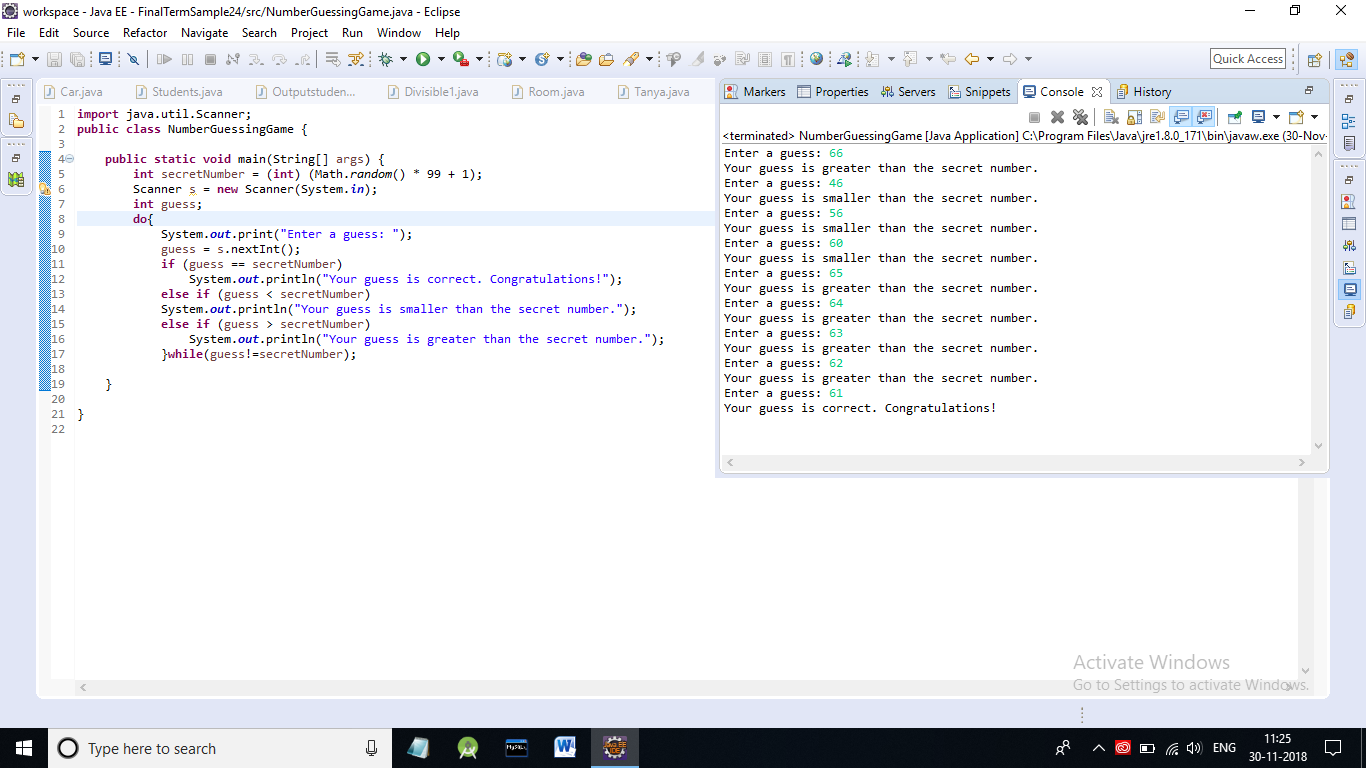 workspace - Java EE - FinalTermSample24/src/NumberGuessingGame.java - Eclipse
File Edit Source Refactor Navigate Search Project Run Window Help
Quick Access
Car.java Students.java Outputstuden... Divisible1.java Room.java Tanya.java
1 import java.util.Scanner;
2 public class NumberGuessingGame {
3
4 public static void main(String[] args) {
5 int secretNumber = (int) (Math.random() * 99 + 1);
6 Scanner s = new Scanner(System.in);
7 int guess;
8 do{
9 System.out.print("Enter a guess: ");
10 guess = s.nextInt();
11 if (guess == secretNumber)
12 System.out.println("Your guess is correct. Congratulations!");
13 else if (guess < secretNumber)
14 System.out.println("Your guess is smaller than the secret number.");
15 else if (guess > secretNumber)
16 System.out.println("Your guess is greater than the secret number.");
17 }while(guess!=secretNumber);
18
19 }
20
21 }
22
Markers Properties Servers Snippets Console History
<terminated> NumberGuessingGame [Java Application] C:\Program Files\Java\jre1.8.0_171\bin\javaw.exe (30-Nov-
Enter a guess: 66
Your guess is greater than the secret number.
Enter a guess: 46
Your guess is smaller than the secret number.
Enter a guess: 56
Your guess is smaller than the secret number.
Enter a guess: 60
Your guess is smaller than the secret number.
Enter a guess: 65
Your guess is greater than the secret number.
Enter a guess: 64
Your guess is greater than the secret number.
Enter a guess: 63
Your guess is greater than the secret number.
Enter a guess: 62
Your guess is greater than the secret number.
Enter a guess: 61
Your guess is correct. Congratulations!
Activate Windows
Go to Settings to activate Windows.
Type here to search
ENG
11:25
30-11-2018